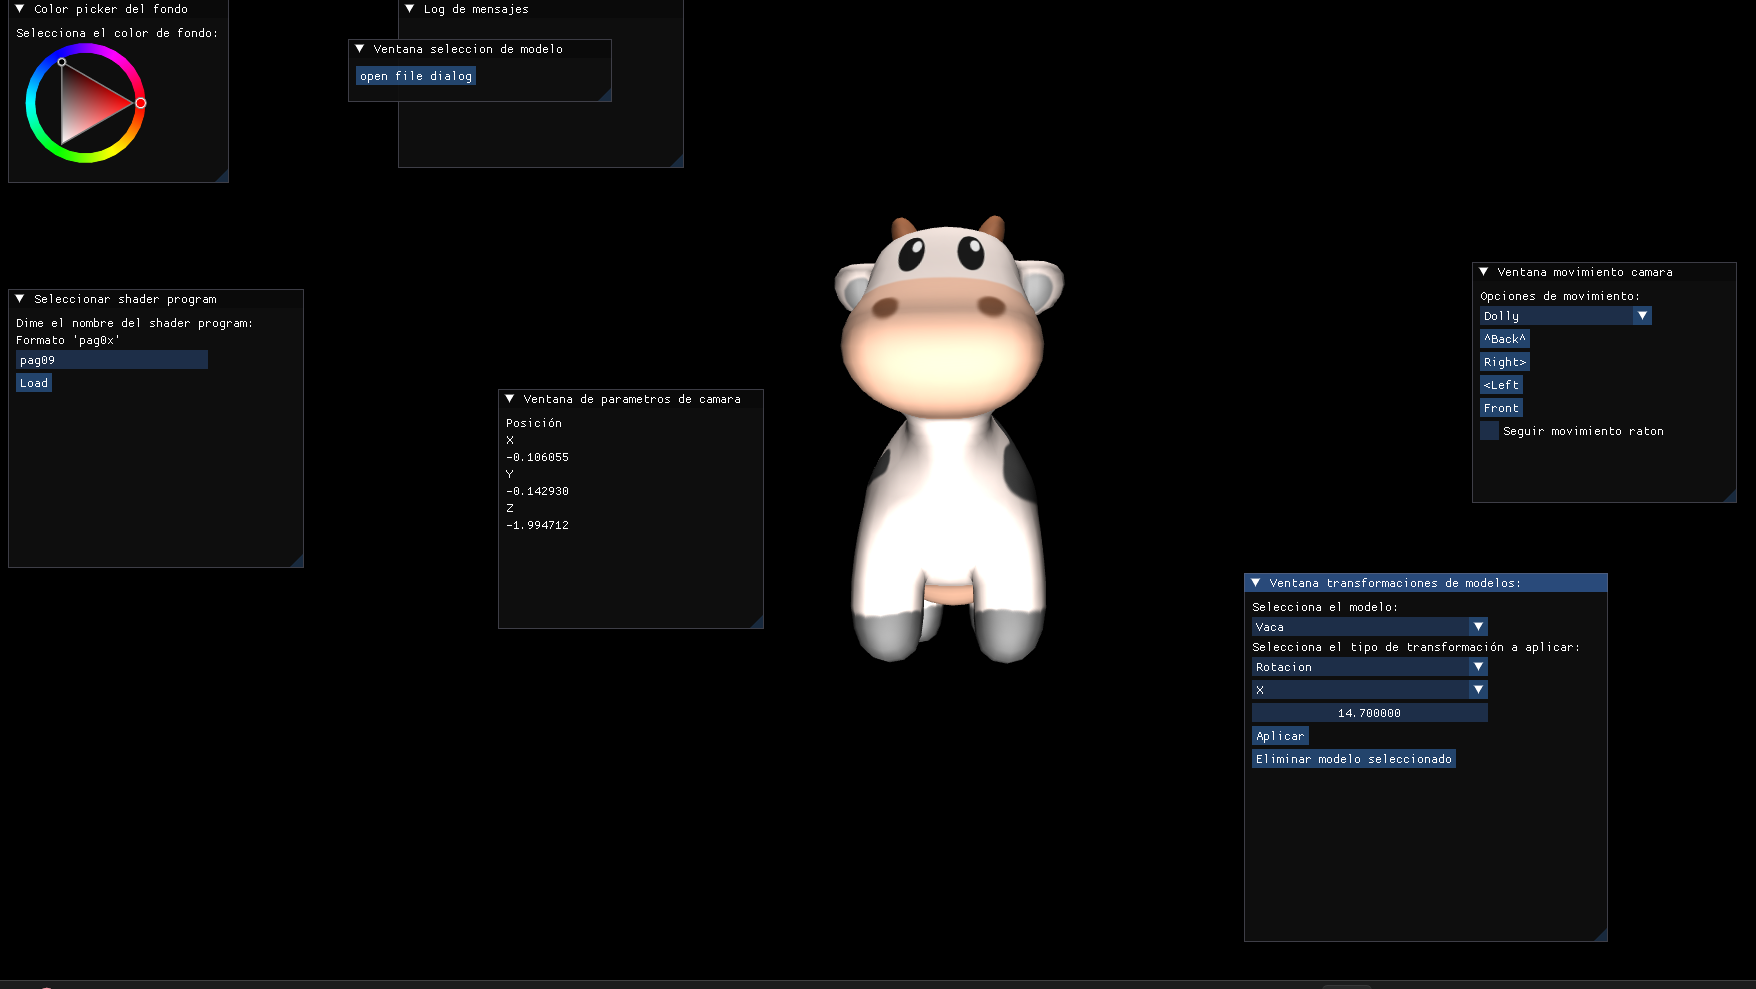 Color picker del fondo
Selecciona el color de fondo:
Log de mensajes
Ventana seleccion de modelo
open file dialog
Seleccionar shader program
Dime el nombre del shader program:
Formato 'pag0x'
pag09
Load
Ventana de parametros de camara
Posición
X
-0.106055
Y
-0.142930
Z
-1.994712
Ventana movimiento camara
Opciones de movimiento:
Dolly
^Back^
Right>
<Left
Front
Seguir movimiento raton
Ventana transformaciones de modelos:
Selecciona el modelo:
Vaca
Selecciona el tipo de transformación a aplicar:
Rotacion
X
14.700000
Aplicar
Eliminar modelo seleccionado